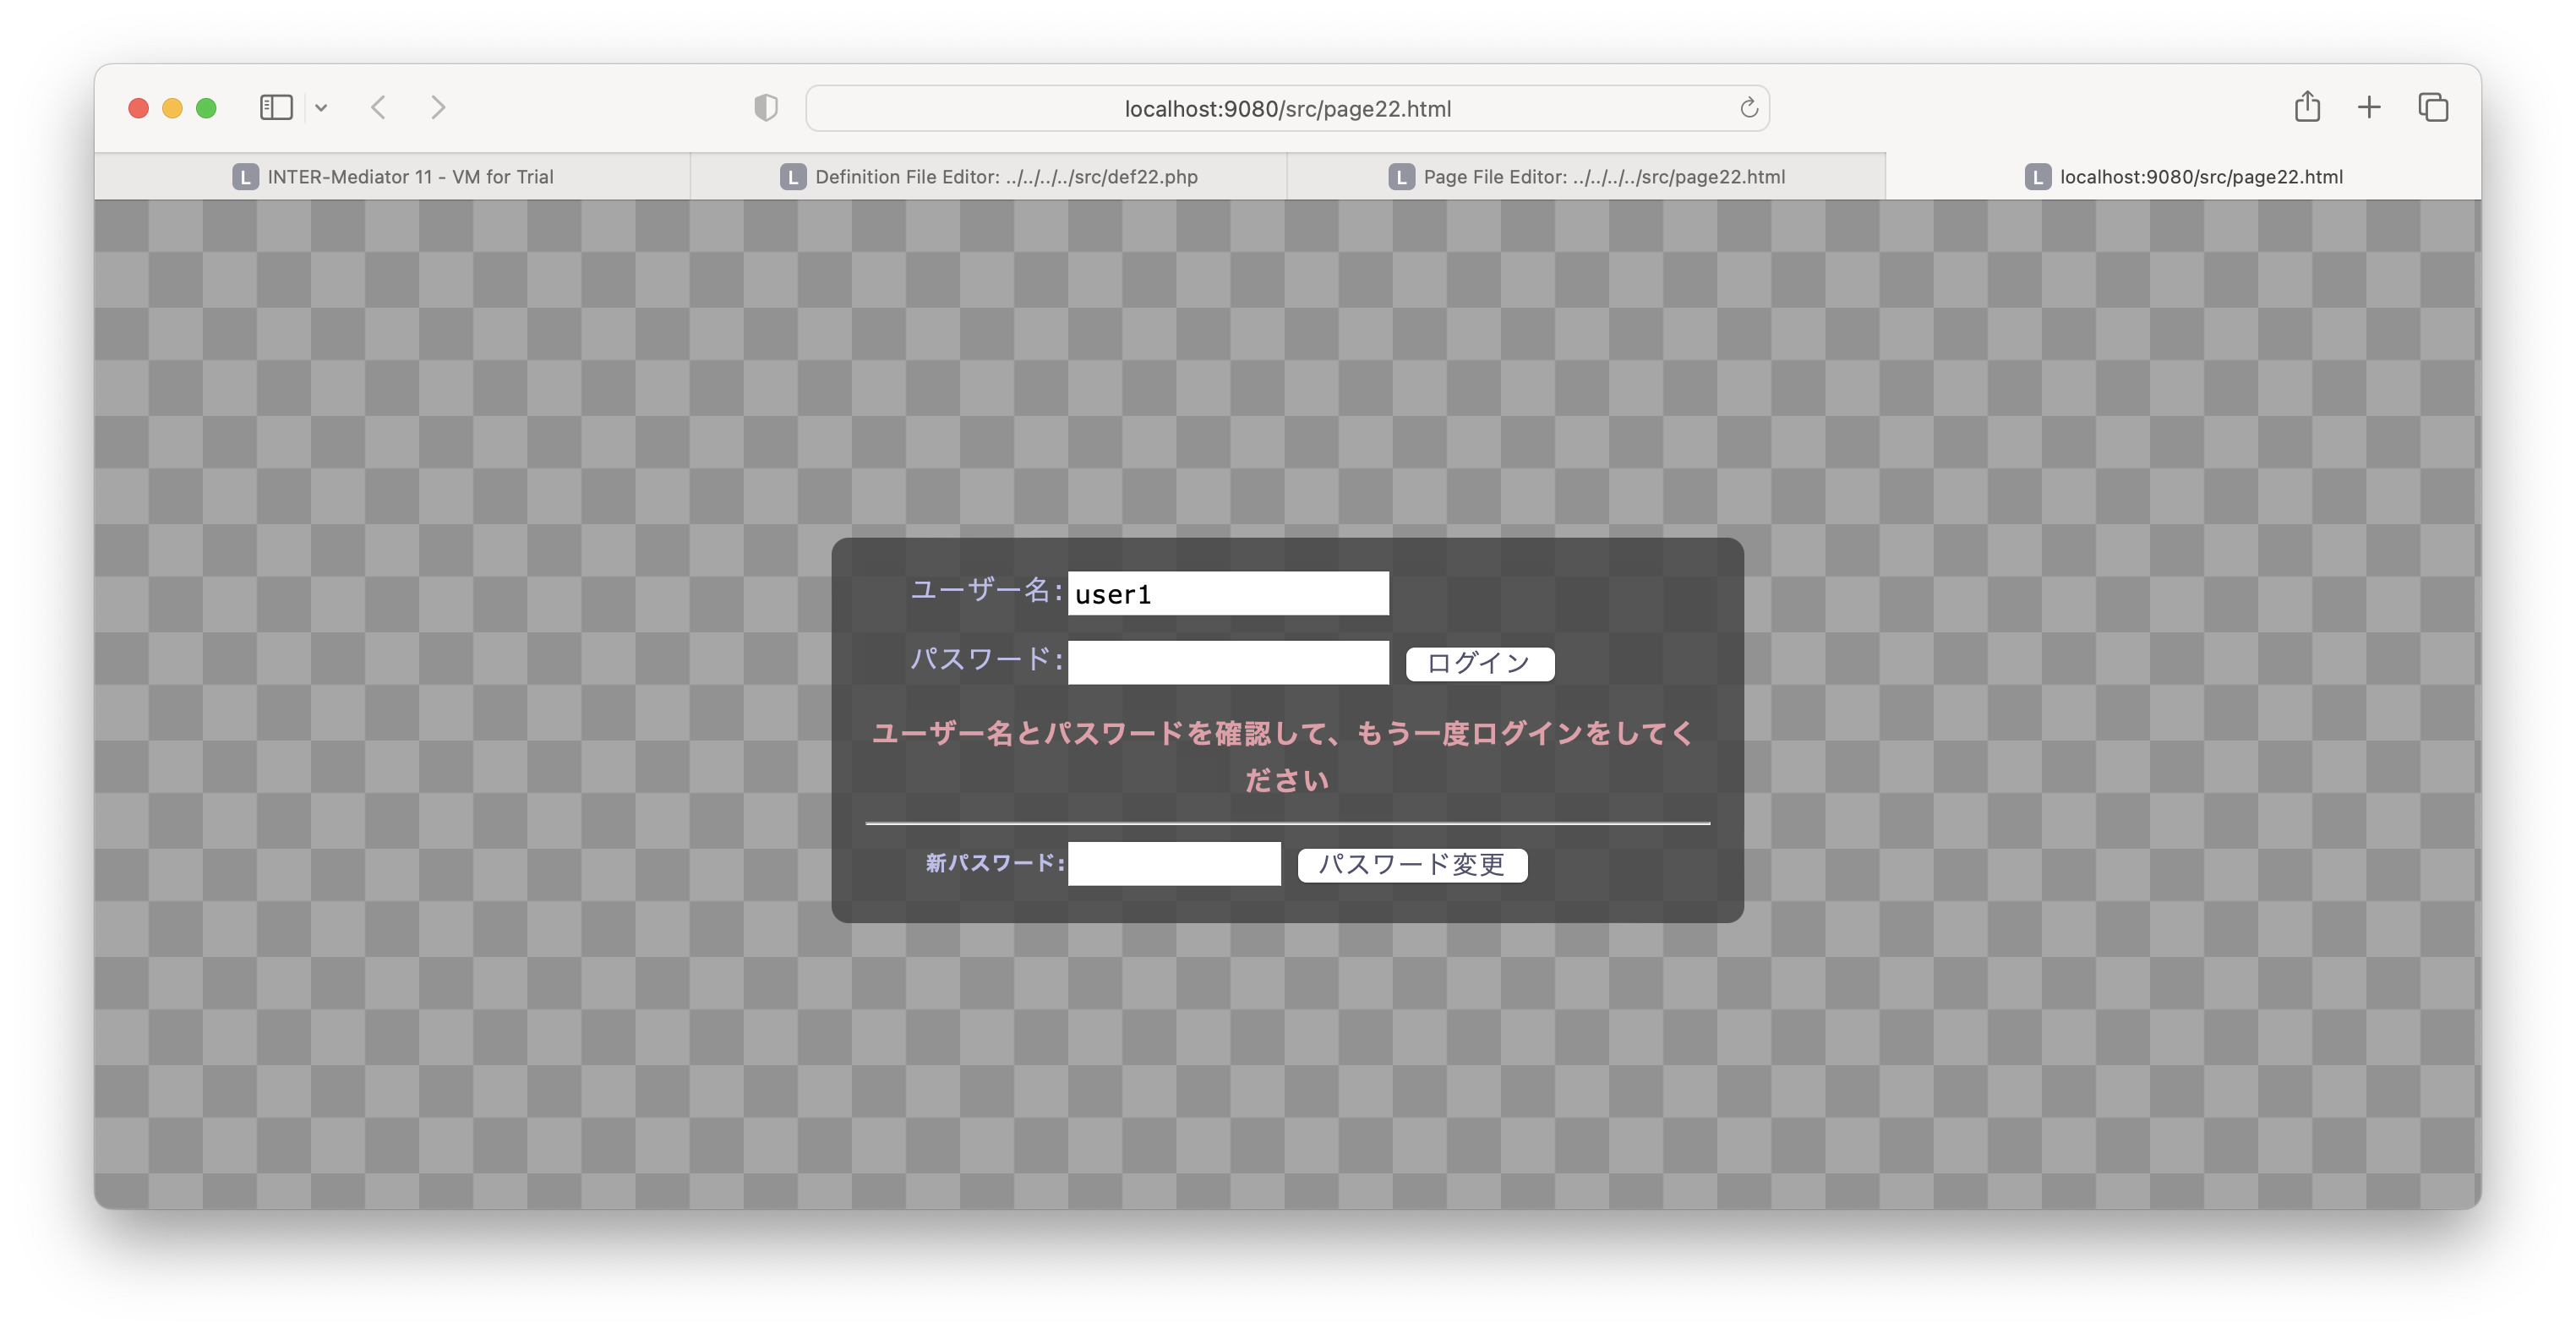 localhost:9080/src/page22.html
L INTER-Mediator 11 - VM for Trial
L Definition File Editor: ../../../../src/def22.php
L Page File Editor: ../../../../src/page22.html
L localhost:9080/src/page22.html
ユーザー名: user1
パスワード: ログイン
ユーザー名とパスワードを確認して、もう一度ログインをしてく
ださい
新パスワード: パスワード変更